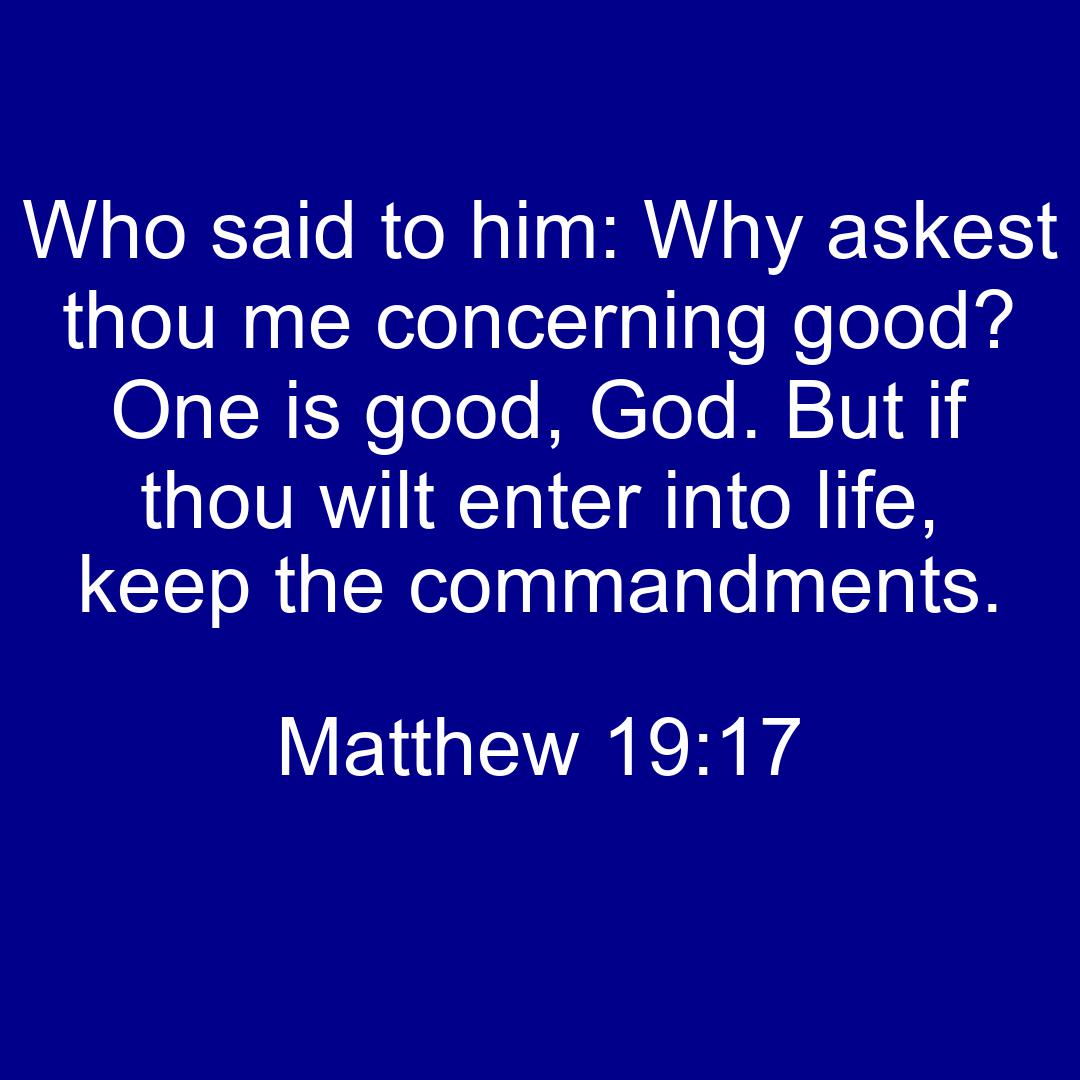 Who said to him: Why askest
thou me concerning good?
One is good, God. But if
thou wilt enter into life,
keep the commandments.
Matthew 19:17